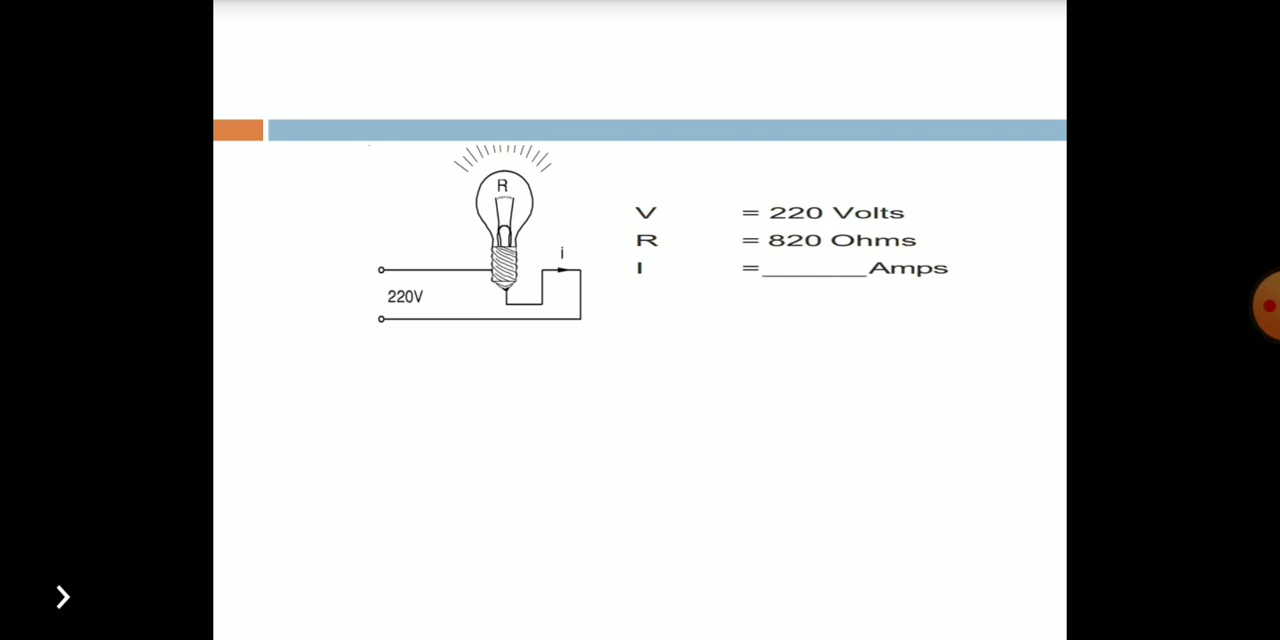 R
i
220V
V = 220 Volts
R = 820 Ohms
I =________Amps